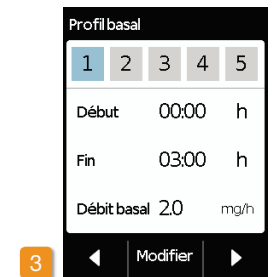 Profil basal
1 2 3 4 5
Début 00:00 h
Fin 03:00 h
Débit basal 2.0 mg/h
3 Modifier